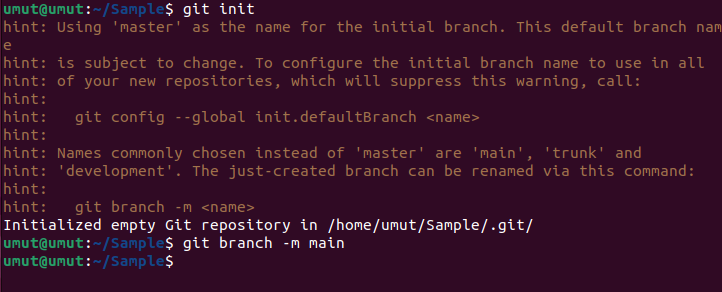 umut@umut:~/Sample$ git init
hint: Using 'master' as the name for the initial branch. This default branch nam
e
hint: is subject to change. To configure the initial branch name to use in all
hint: of your new repositories, which will suppress this warning, call:
hint:
hint:   git config --global init.defaultBranch <name>
hint:
hint: Names commonly chosen instead of 'master' are 'main', 'trunk' and
hint: 'development'. The just-created branch can be renamed via this command:
hint:
hint:   git branch -m <name>
Initialized empty Git repository in /home/umut/Sample/.git/
umut@umut:~/Sample$ git branch -m main
umut@umut:~/Sample$